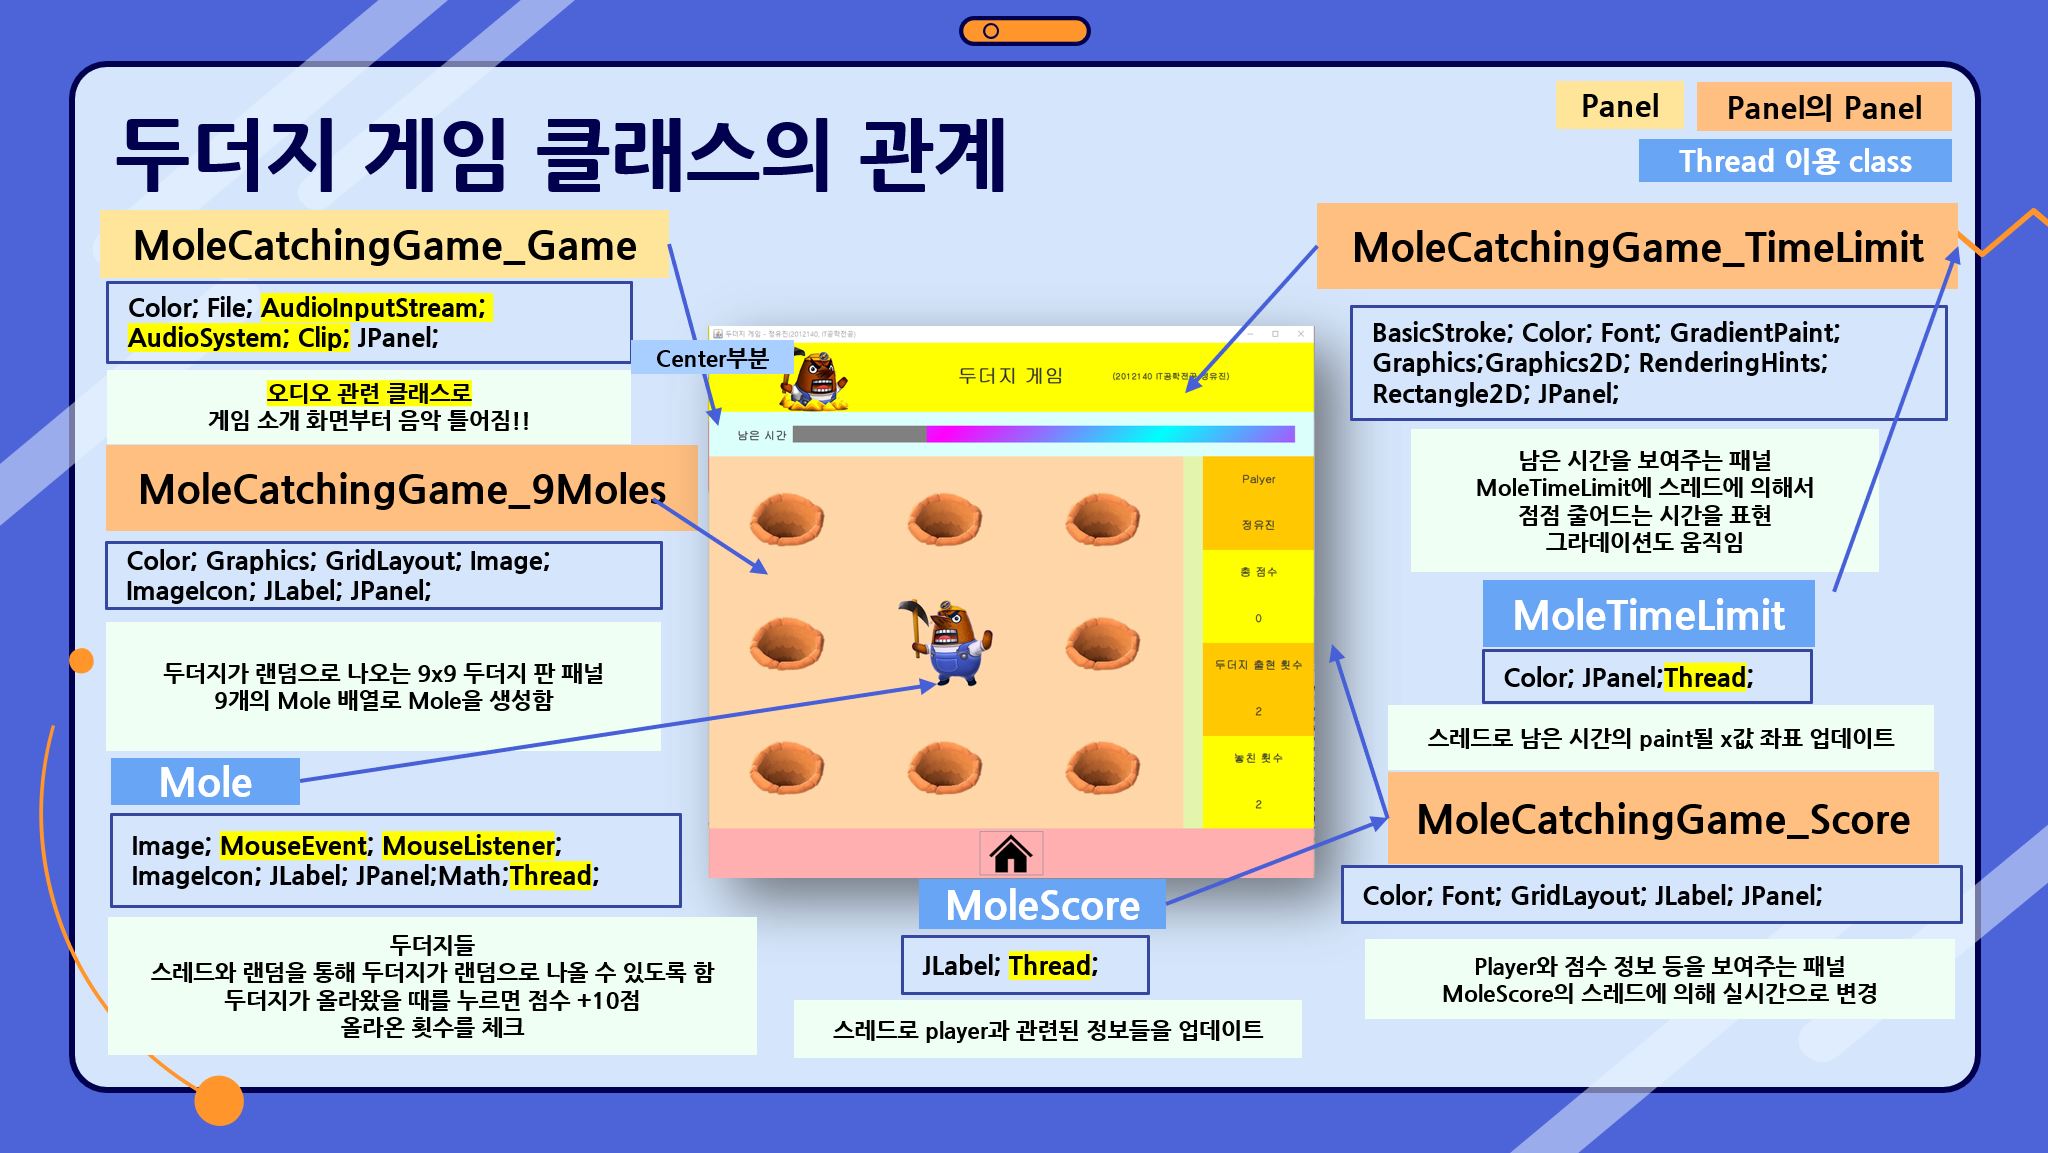 Panel
Panel의 Panel
Thread 이용 class
두더지 게임 클래스의 관계
MoleCatchingGame_Game
Color; File; AudioInputStream;
AudioSystem; Clip; JPanel;
오디오 관련 클래스로
게임 소개 화면부터 음악 틀어짐!!
MoleCatchingGame_9Moles
Color; Graphics; GridLayout; Image;
ImageIcon; JLabel; JPanel;
두더지가 랜덤으로 나오는 9x9 두더지 판 패널
9개의 Mole 배열로 Mole을 생성함
Mole
Image; MouseEvent; MouseListener;
ImageIcon; JLabel; JPanel;Math;Thread;
두더지들
스레드와 랜덤을 통해 두더지가 랜덤으로 나올 수 있도록 함
두더지가 올라왔을 때를 누르면 점수 +10점
올라온 횟수를 체크
두더지 게임 - 정유진(2012140, IT공학전공)
Center부분
두더지 게임
(2012140 IT공학전공 정유진)
남은 시간
Palyer
정유진
총 점수
0
두더지 출현 횟수
2
놓친 횟수
2
MoleScore
JLabel; Thread;
스레드로 player과 관련된 정보들을 업데이트
MoleCatchingGame_TimeLimit
BasicStroke; Color; Font; GradientPaint;
Graphics;Graphics2D; RenderingHints;
Rectangle2D; JPanel;
남은 시간을 보여주는 패널
MoleTimeLimit에 스레드에 의해서
점점 줄어드는 시간을 표현
그라데이션도 움직임
MoleTimeLimit
Color; JPanel;Thread;
스레드로 남은 시간의 paint될 x값 좌표 업데이트
MoleCatchingGame_Score
Color; Font; GridLayout; JLabel; JPanel;
Player와 점수 정보 등을 보여주는 패널
MoleScore의 스레드에 의해 실시간으로 변경